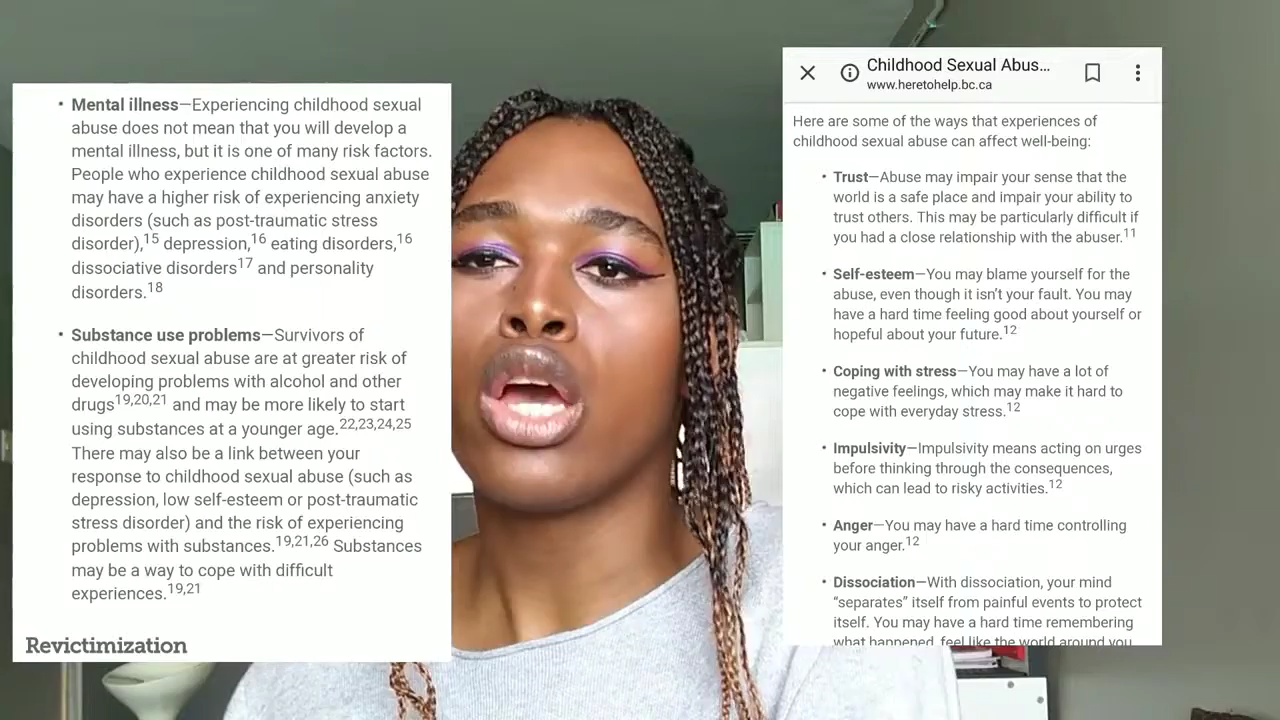 • Mental illness—Experiencing childhood sexual
abuse does not mean that you will develop a
mental illness, but it is one of many risk factors.
People who experience childhood sexual abuse
may have a higher risk of experiencing anxiety
disorders (such as post-traumatic stress
disorder),15 depression,16 eating disorders,16
dissociative disorders17 and personality
disorders.18
• Substance use problems—Survivors of
childhood sexual abuse are at greater risk of
developing problems with alcohol and other
drugs19,20,21 and may be more likely to start
using substances at a younger age.22,23,24,25
There may also be a link between your
response to childhood sexual abuse (such as
depression, low self-esteem or post-traumatic
stress disorder) and the risk of experiencing
problems with substances.19,21,26 Substances
may be a way to cope with difficult
experiences.19,21
Revictimization
Childhood Sexual Abus...
www.heretohelp.bc.ca
Here are some of the ways that experiences of
childhood sexual abuse can affect well-being:
• Trust—Abuse may impair your sense that the
world is a safe place and impair your ability to
trust others. This may be particularly difficult if
you had a close relationship with the abuser.11
• Self-esteem—You may blame yourself for the
abuse, even though it isn't your fault. You may
have a hard time feeling good about yourself or
hopeful about your future.12
• Coping with stress—You may have a lot of
negative feelings, which may make it hard to
cope with everyday stress.12
• Impulsivity—Impulsivity means acting on urges
before thinking through the consequences,
which can lead to risky activities.12
• Anger—You may have a hard time controlling
your anger.12
• Dissociation—With dissociation, your mind
“separates” itself from painful events to protect
itself. You may have a hard time remembering
what happened, feel like the world around you